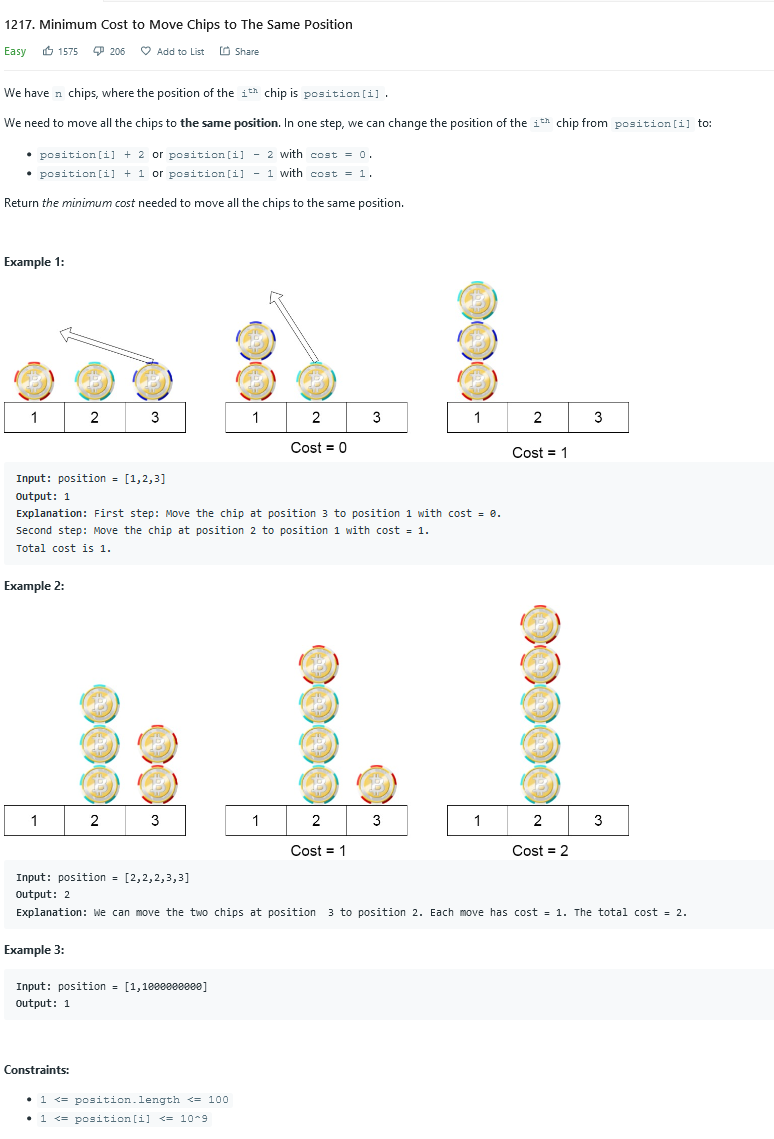 1217. Minimum Cost to Move Chips to The Same Position
Easy 1575 206 Add to List Share
We have n chips, where the position of the ith chip is position[i] .
We need to move all the chips to the same position. In one step, we can change the position of the ith chip from position[i] to:
• position[i] + 2 or position[i] - 2 with cost = 0.
• position[i] + 1 or position[i] - 1 with cost = 1.
Return the minimum cost needed to move all the chips to the same position.
Example 1:
1 2 3 1 2 3 1 2 3
Cost = 0 Cost = 1
Input: position = [1,2,3]
Output: 1
Explanation: First step: Move the chip at position 3 to position 1 with cost = 0.
Second step: Move the chip at position 2 to position 1 with cost = 1.
Total cost is 1.
Example 2:
1 2 3 1 2 3 1 2 3
Cost = 1 Cost = 2
Input: position = [2,2,2,3,3]
Output: 2
Explanation: We can move the two chips at position  3 to position 2. Each move has cost = 1. The total cost = 2.
Example 3:
Input: position = [1,1000000000]
Output: 1
Constraints:
• 1 <= position.length <= 100
• 1 <= position[i] <= 10^9